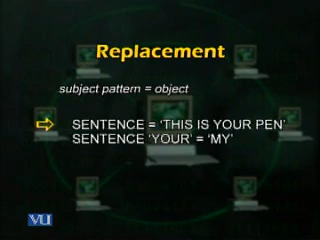 Replacement
subject pattern = object
SENTENCE = ‘THIS IS YOUR PEN’
SENTENCE ‘YOUR’ = ‘MY’
VU